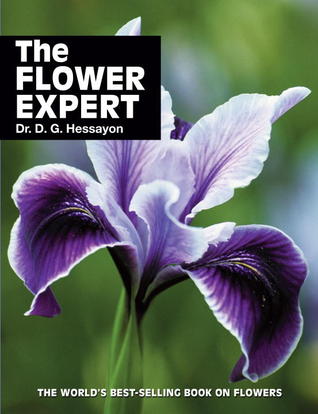 The
FLOWER
EXPERT
Dr. D. G. Hessayon
THE WORLD'S BEST-SELLING BOOK ON FLOWERS